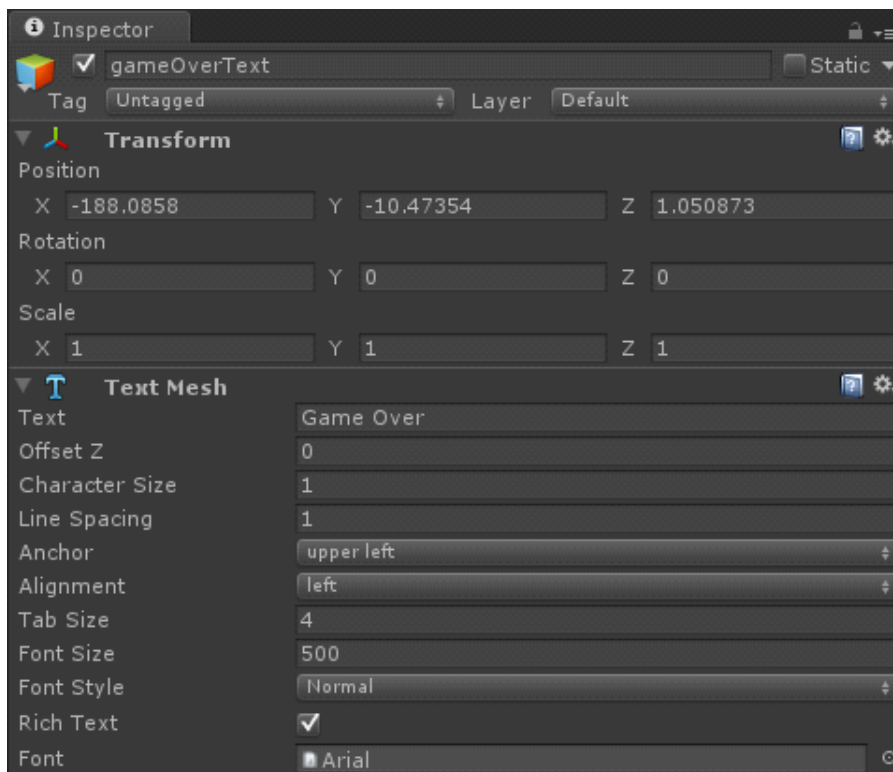 Inspector
gameOverText Static
Tag Untagged Layer Default
Transform
Position
X -188.0858 Y -10.47354 Z 1.050873
Rotation
X 0 Y 0 Z 0
Scale
X 1 Y 1 Z 1
Text Mesh
Text Game Over
Offset Z 0
Character Size 1
Line Spacing 1
Anchor upper left
Alignment left
Tab Size 4
Font Size 500
Font Style Normal
Rich Text
Font Arial